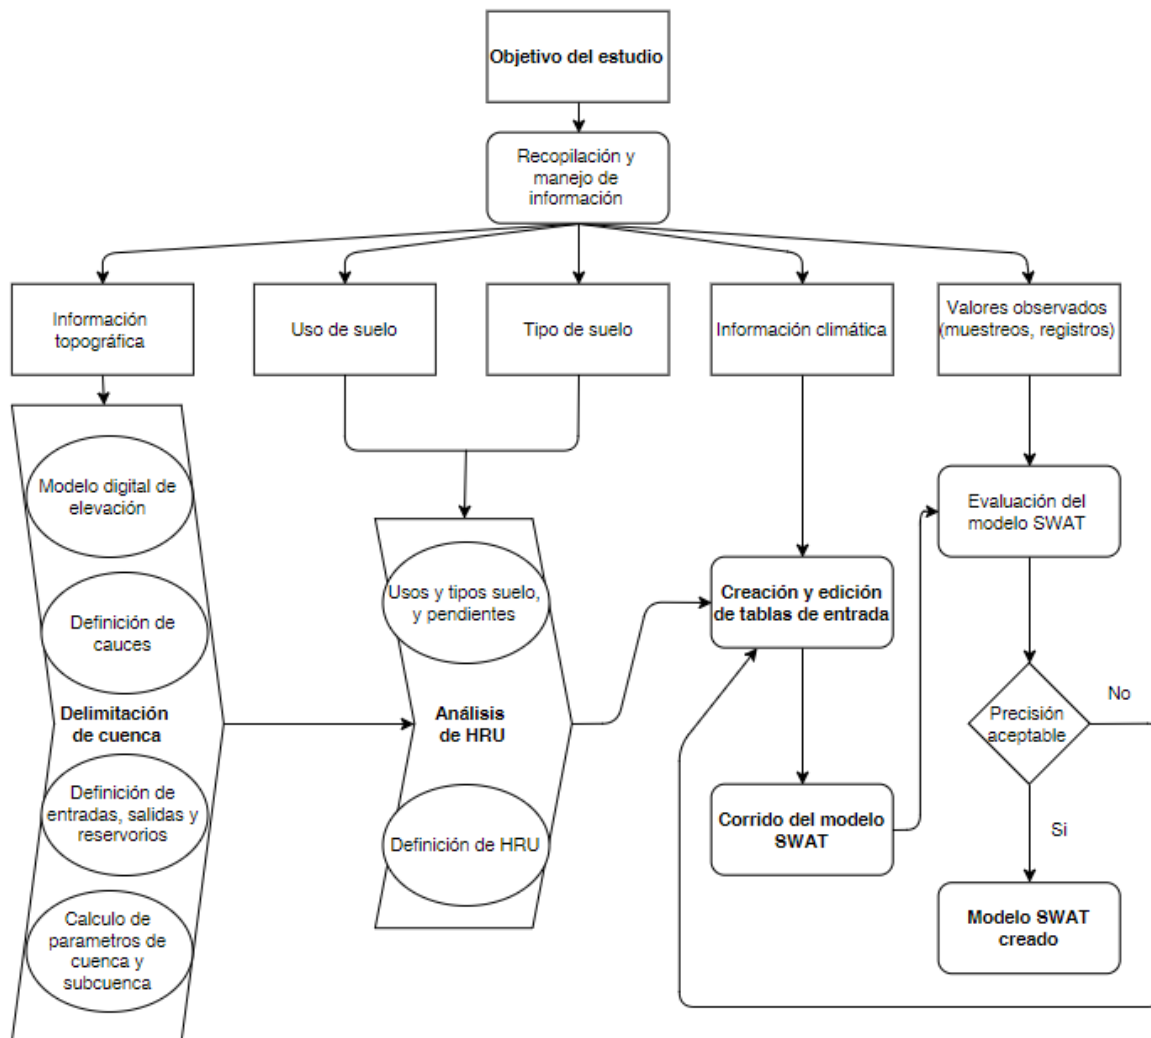 Objetivo del estudio
Recopilación y
manejo de
información
Información
topográfica
Uso de suelo
Tipo de suelo
Información climática
Valores observados
(muestreos, registros)
Modelo digital de
elevación
Definición de
cauces
Delimitación
de cuenca
Definición de
entradas, salidas y
reservorios
Calculo de
parametros de
cuenca y
subcuenca
Usos y tipos suelo,
y pendientes
Análisis
de HRU
Definición de HRU
Creación y edición
de tablas de entrada
Corrido del modelo
SWAT
Evaluación del
modelo SWAT
Precisión
aceptable
No
Si
Modelo SWAT
creado